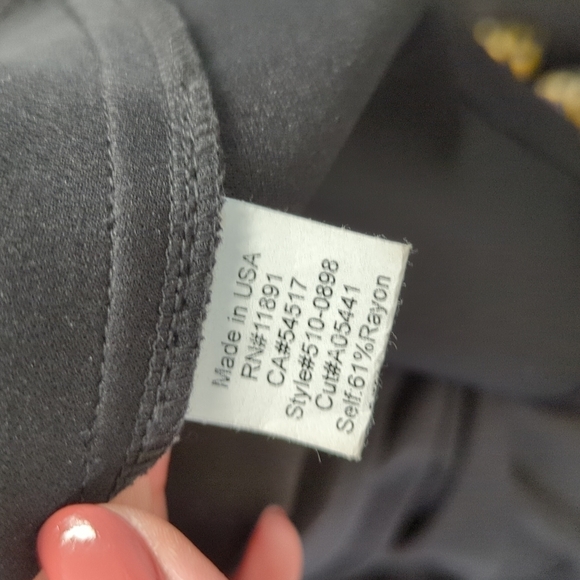 Made in USA
RN#11891
CA#54517
Style#510-0898
Cut#A05441
Self:61%Rayon